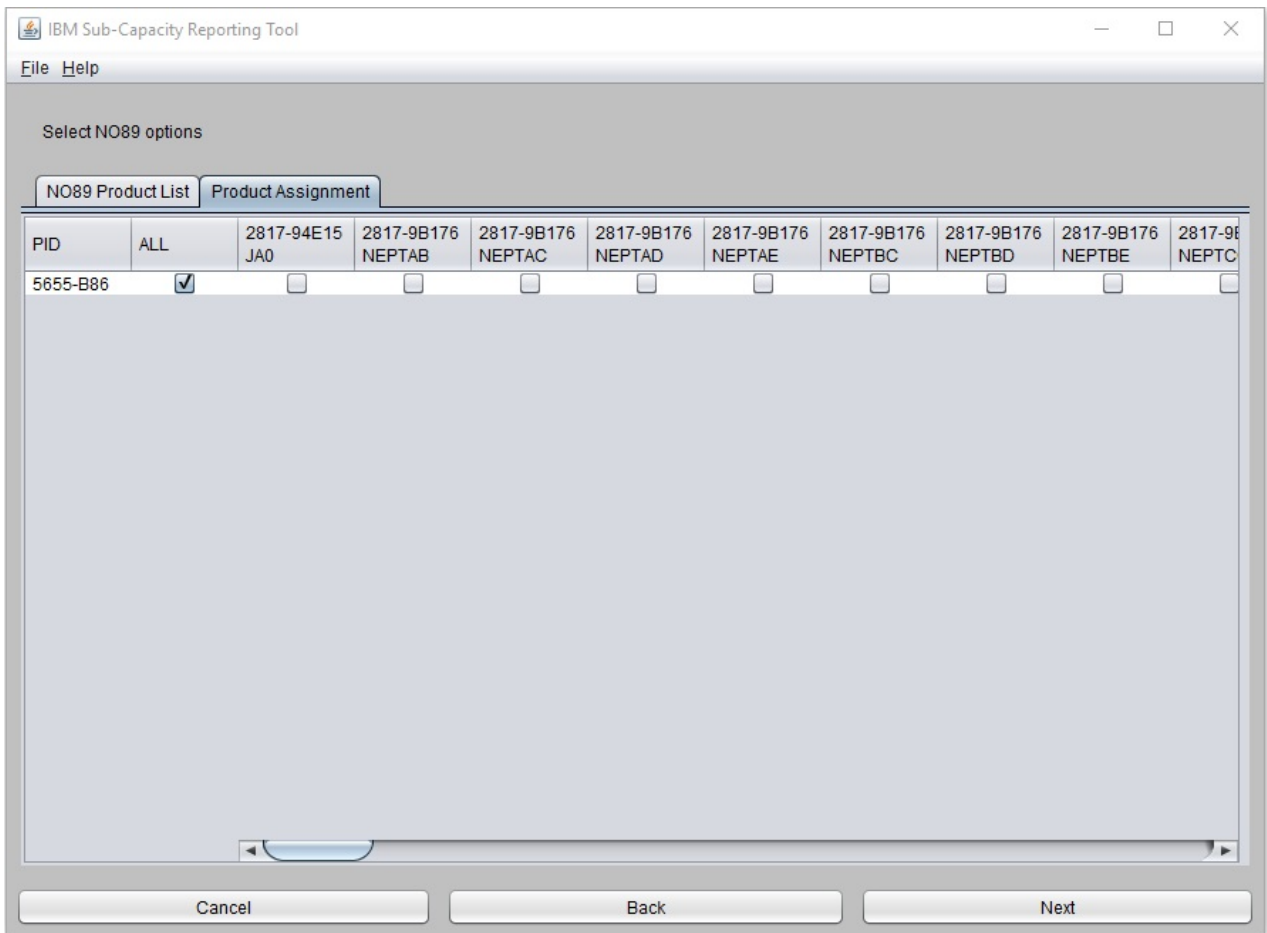 IBM Sub-Capacity Reporting Tool
File Help
Select NO89 options
NO89 Product List Product Assignment
PID ALL 2817-94E15 2817-9B176 2817-9B176 2817-9B176 2817-9B176 2817-9B176 2817-9B176 2817-9B176
JA0 NEPTAB NEPTAC NEPTAD NEPTAE NEPTBC NEPTBD NEPTBE
5655-B86
Cancel Back Next